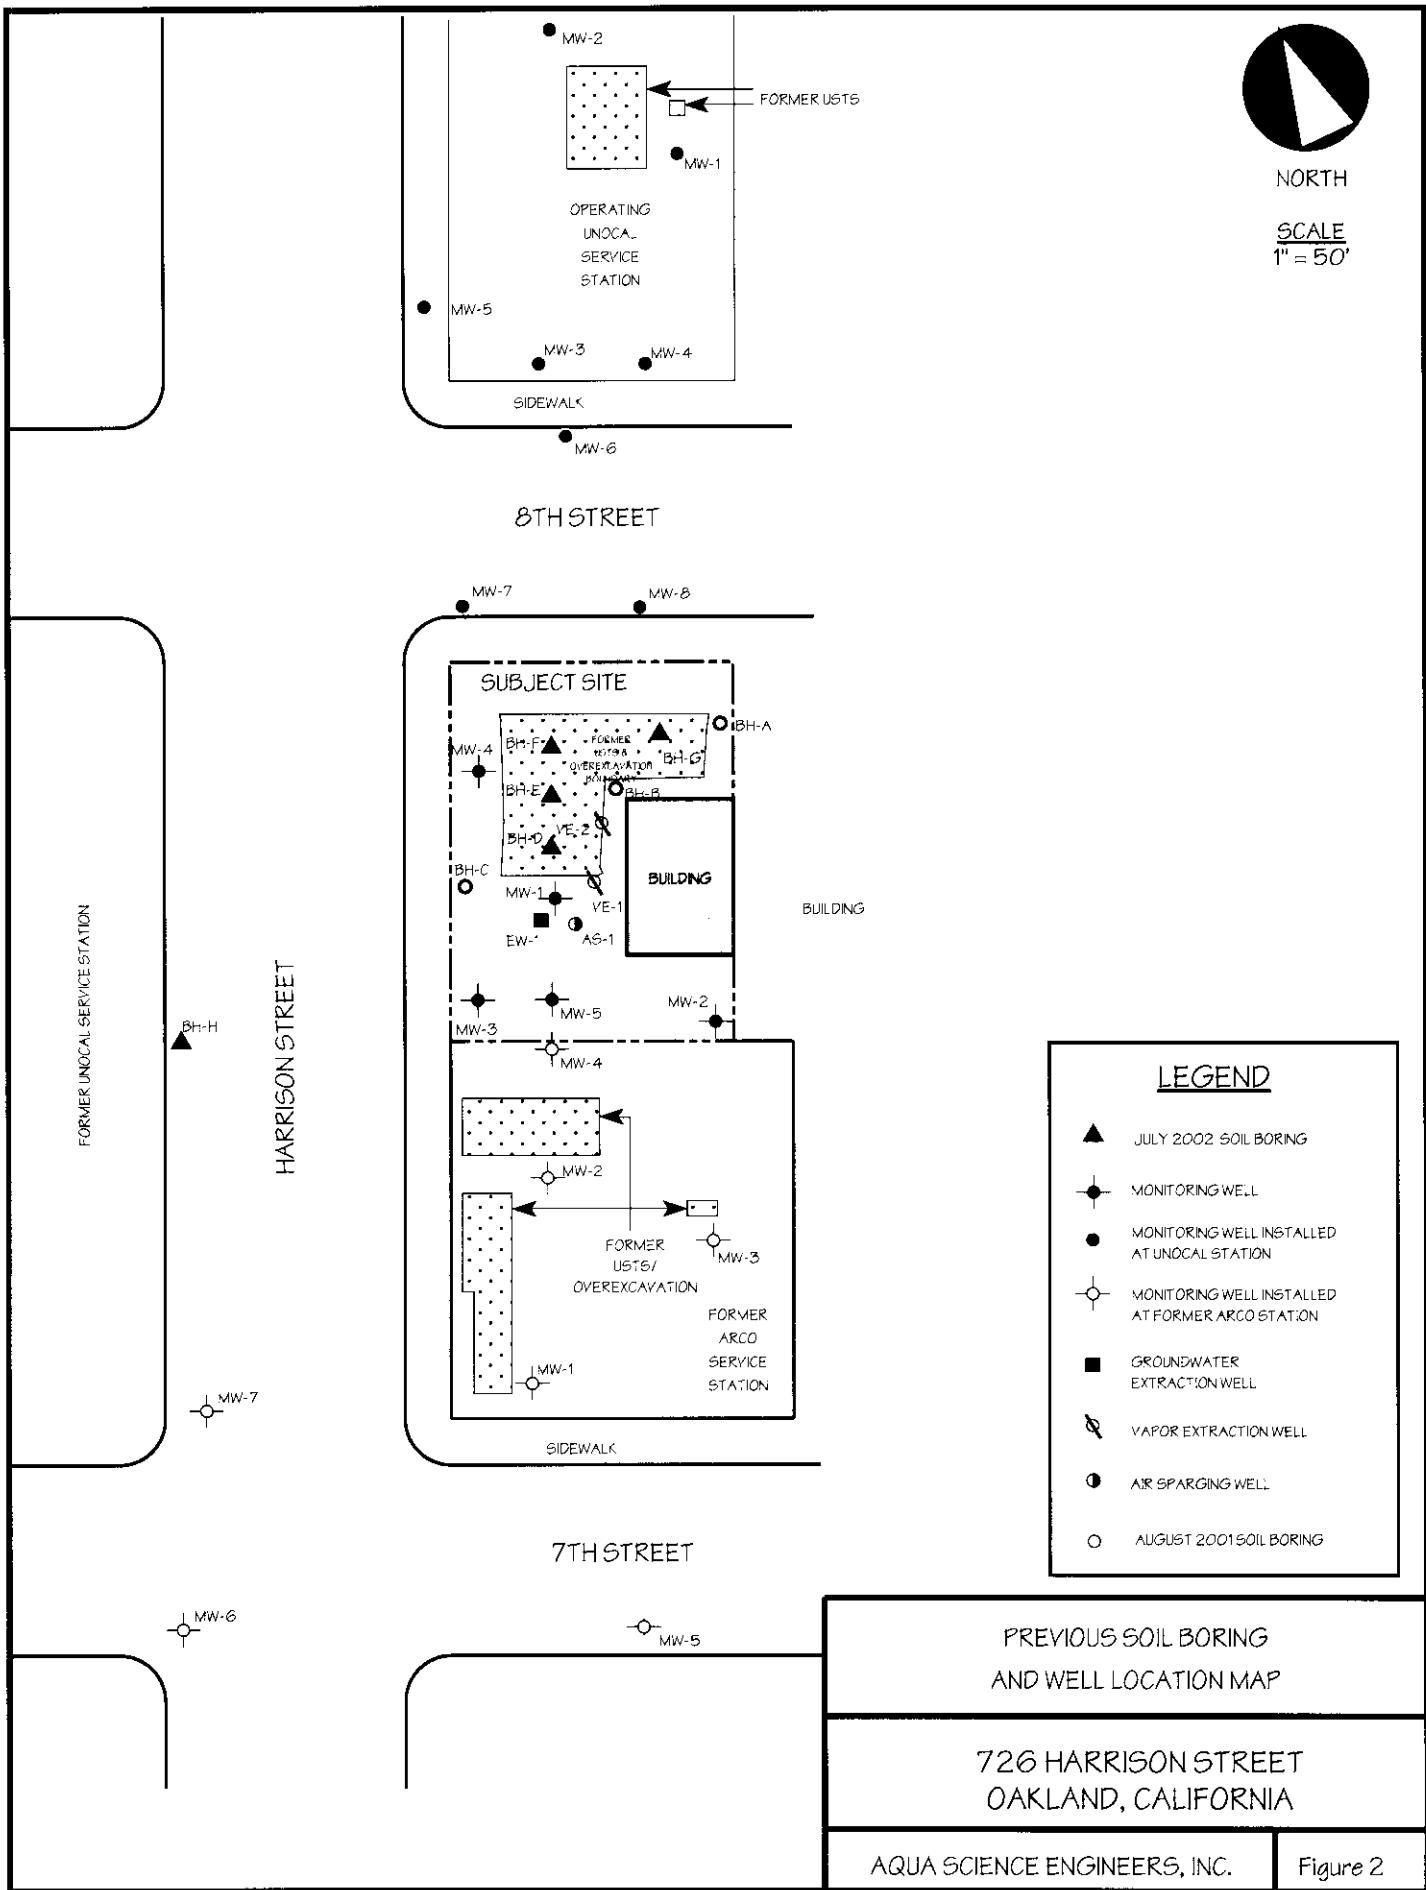 MW-2
FORMER USTS
MW-1
OPERATING
UNOCAL
SERVICE
STATION
MW-5
MW-3
MW-4
SIDEWALK
MW-6
8TH STREET
NORTH
SCALE
1" = 50'
MW-7
MW-8
SUBJECT SITE
BH-A
MW-4
BH-F
FORMER
USTS &
OVEREXCAVATION
BOUNDARY
BH-G
BH-E
BH-B
BH-D
VE-2
BH-C
MW-1
VE-1
EW-1
AS-1
BUILDING
BUILDING
FORMER UNOCAL SERVICE STATION
HARRISON STREET
BH-H
MW-3
MW-5
MW-2
MW-4
MW-2
FORMER
USTS/
OVEREXCAVATION
MW-3
FORMER
ARCO
SERVICE
STATION
MW-1
MW-7
SIDEWALK
7TH STREET
MW-6
MW-5
LEGEND
JULY 2002 SOIL BORING
MONITORING WELL
MONITORING WELL INSTALLED
AT UNOCAL STATION
MONITORING WELL INSTALLED
AT FORMER ARCO STATION
GROUNDWATER
EXTRACTION WELL
VAPOR EXTRACTION WELL
AIR SPARGING WELL
AUGUST 2001 SOIL BORING
PREVIOUS SOIL BORING
AND WELL LOCATION MAP
726 HARRISON STREET
OAKLAND, CALIFORNIA
AQUA SCIENCE ENGINEERS, INC.
Figure 2